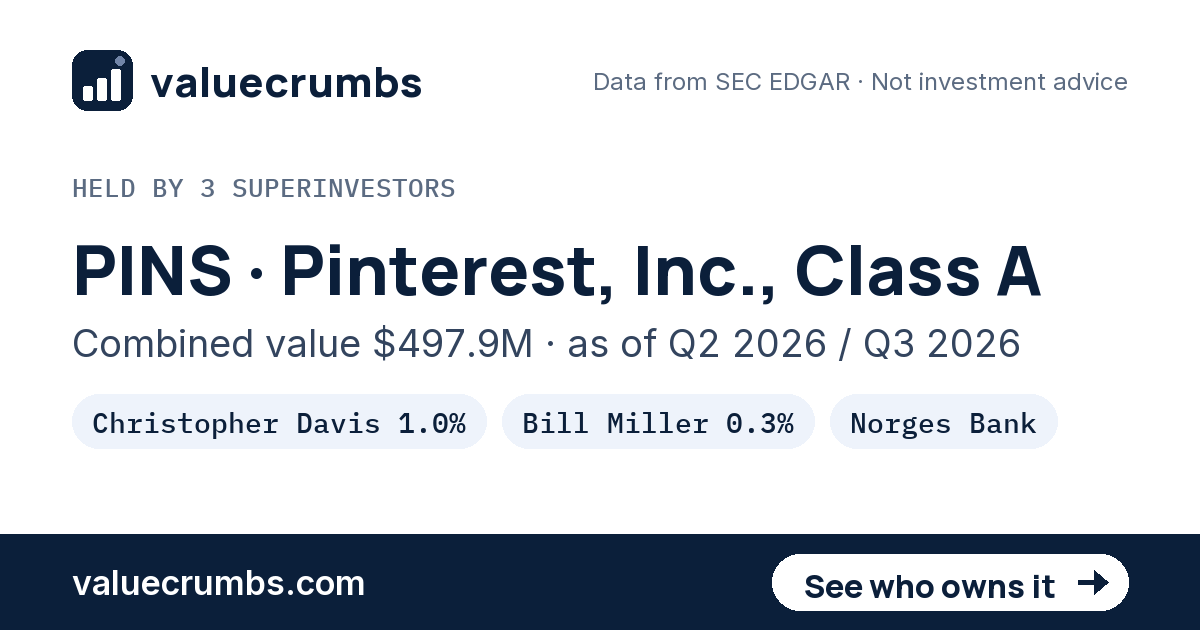 valuecrumbs
Data from SEC EDGAR · Not investment advice
HELD BY 3 SUPERINVESTORS
PINS · Pinterest, Inc., Class A
Combined value $497.9M · as of Q2 2026 / Q3 2026
Christopher Davis 1.0%
Bill Miller 0.3%
Norges Bank
valuecrumbs.com
See who owns it →